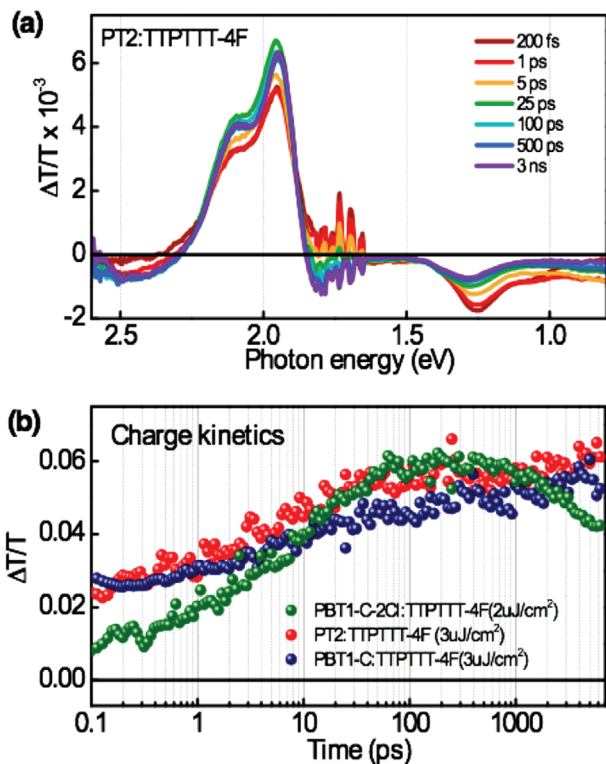 (a)
PT2:TTPTTT-4F
200 fs
1 ps
5 ps
25 ps
100 ps
500 ps
3 ns
ΔT/T x 10⁻³
6
4
2
0
-2
2.5 2.0 1.5 1.0
Photon energy (eV)
(b)
Charge kinetics
ΔT/T
0.06
0.04
0.02
0.00
PBT1-C-2Cl:TTPTTT-4F(2uJ/cm²)
PT2:TTPTTT-4F (3uJ/cm²)
PBT1-C:TTPTTT-4F(3uJ/cm²)
0.1 1 10 100 1000
Time (ps)